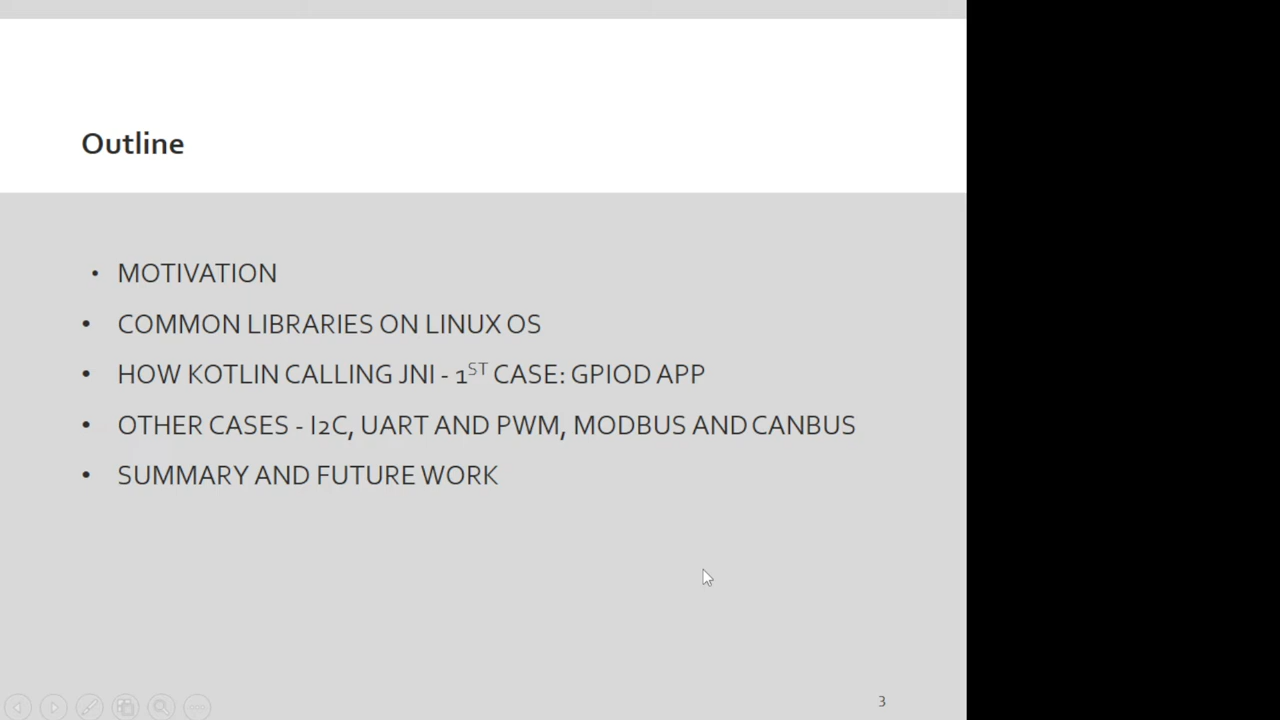 Outline
• MOTIVATION
• COMMON LIBRARIES ON LINUX OS
• HOW KOTLIN CALLING JNI - 1ST CASE: GPIOD APP
• OTHER CASES - I2C, UART AND PWM, MODBUS AND CANBUS
• SUMMARY AND FUTURE WORK
3